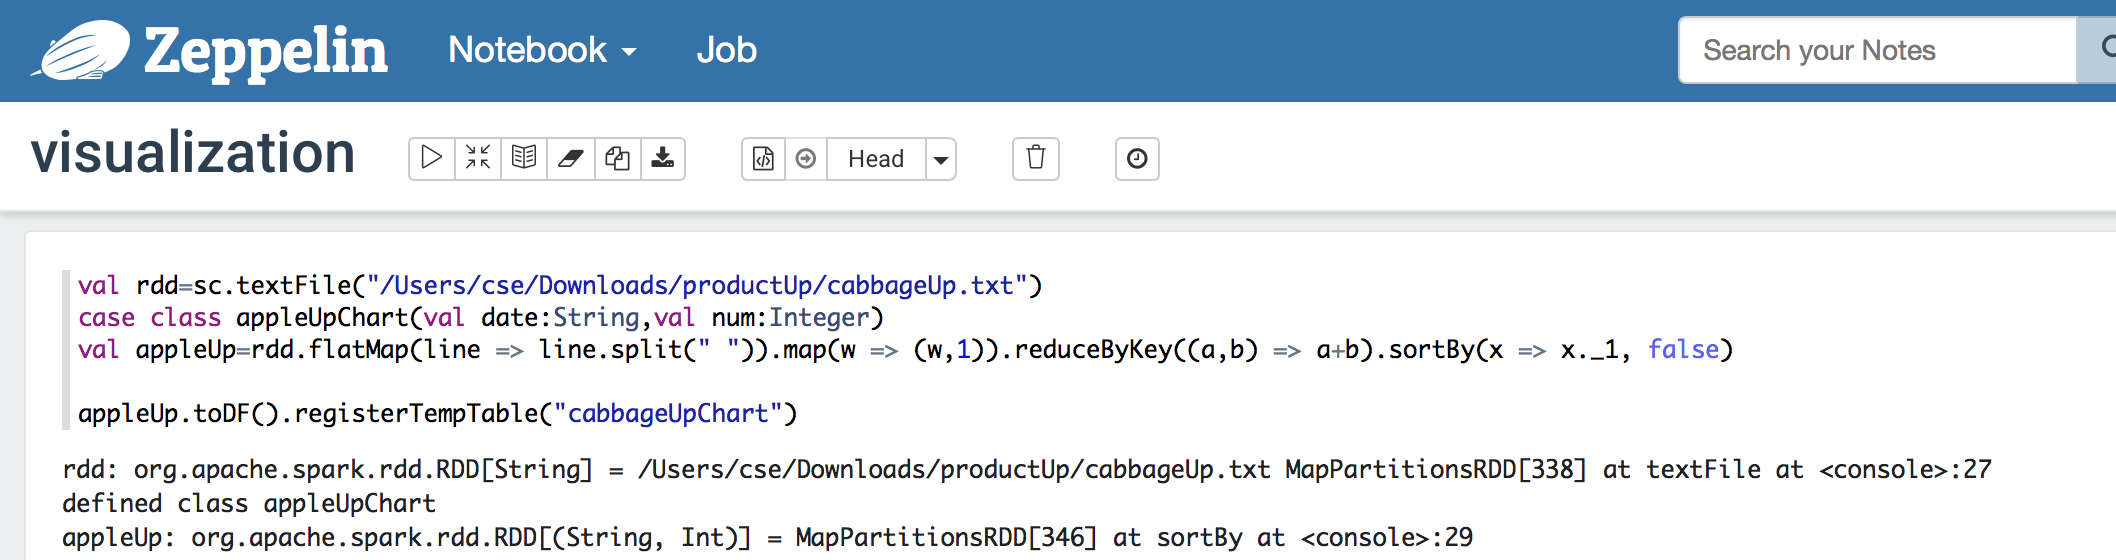 Zeppelin Notebook Job Search your Notes
visualization Head
val rdd=sc.textFile("/Users/cse/Downloads/productUp/cabbageUp.txt")
case class appleUpChart(val date:String,val num:Integer)
val appleUp=rdd.flatMap(line => line.split(" ")).map(w => (w,1)).reduceByKey((a,b) => a+b).sortBy(x => x._1, false)
appleUp.toDF().registerTempTable("cabbageUpChart")
rdd: org.apache.spark.rdd.RDD[String] = /Users/cse/Downloads/productUp/cabbageUp.txt MapPartitionsRDD[338] at textFile at <console>:27
defined class appleUpChart
appleUp: org.apache.spark.rdd.RDD[(String, Int)] = MapPartitionsRDD[346] at sortBy at <console>:29